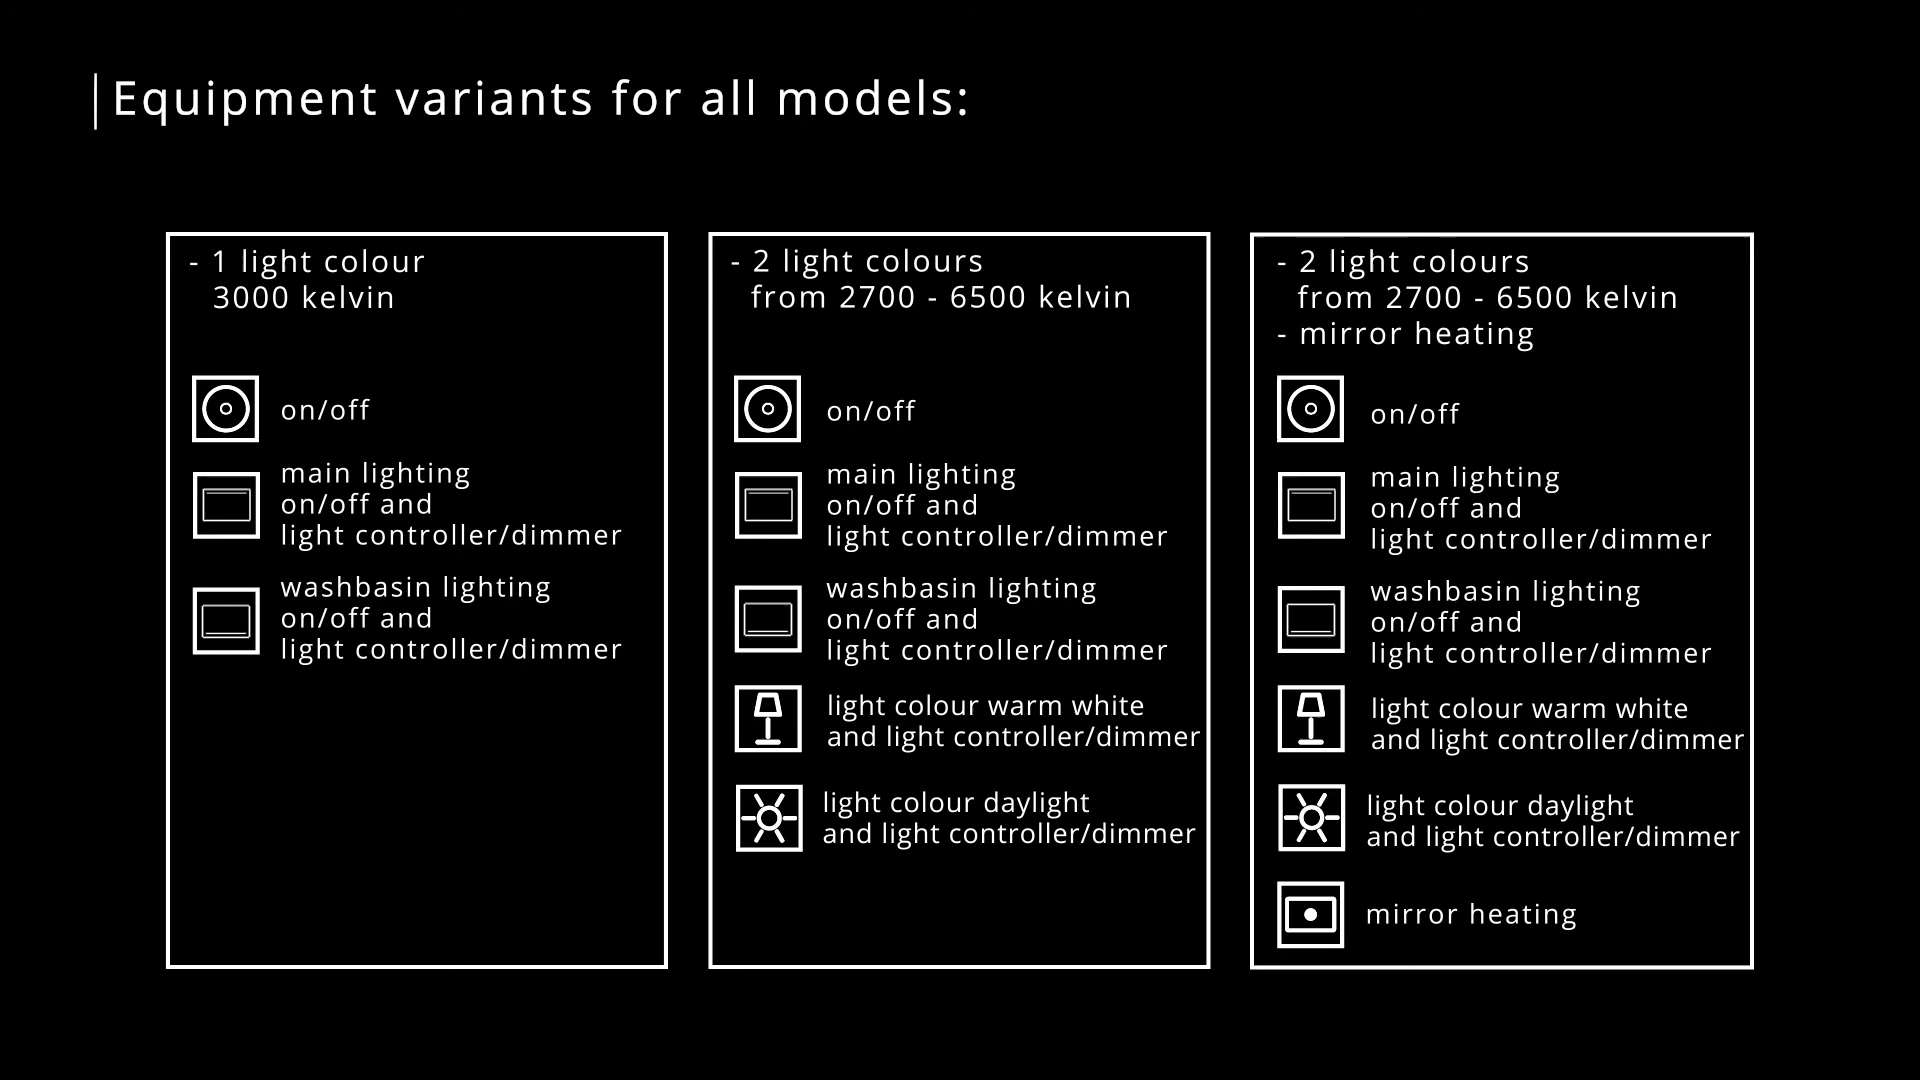 Equipment variants for all models:
- 1 light colour
3000 kelvin
on/off
main lighting
on/off and
light controller/dimmer
washbasin lighting
on/off and
light controller/dimmer
- 2 light colours
from 2700 - 6500 kelvin
on/off
main lighting
on/off and
light controller/dimmer
washbasin lighting
on/off and
light controller/dimmer
light colour warm white
and light controller/dimmer
light colour daylight
and light controller/dimmer
- 2 light colours
from 2700 - 6500 kelvin
- mirror heating
on/off
main lighting
on/off and
light controller/dimmer
washbasin lighting
on/off and
light controller/dimmer
light colour warm white
and light controller/dimmer
light colour daylight
and light controller/dimmer
mirror heating